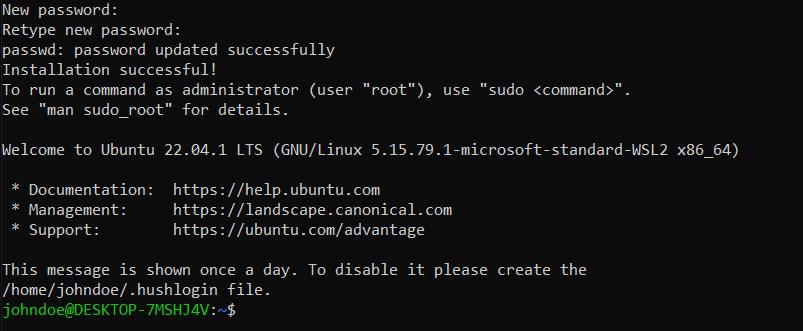 New password:
Retype new password:
passwd: password updated successfully
Installation successful!
To run a command as administrator (user "root"), use "sudo <command>".
See "man sudo_root" for details.

Welcome to Ubuntu 22.04.1 LTS (GNU/Linux 5.15.79.1-microsoft-standard-WSL2 x86_64)

 * Documentation:  https://help.ubuntu.com
 * Management:     https://landscape.canonical.com
 * Support:        https://ubuntu.com/advantage

This message is shown once a day. To disable it please create the
/home/johndoe/.hushlogin file.
johndoe@DESKTOP-7MSHJ4V:~$